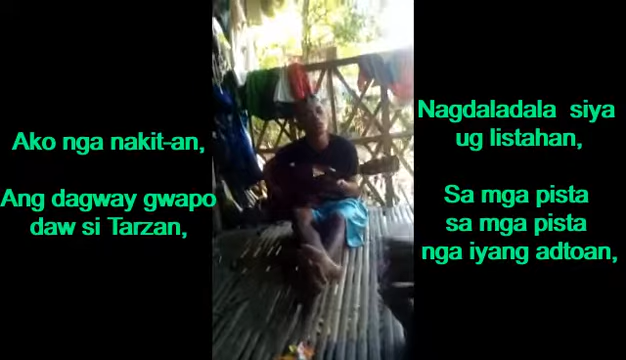 Ako nga nakit-an,
Ang dagway gwapo
daw si Tarzan,
Nagdaladala siya
ug listahan,
Sa mga pista
sa mga pista
nga iyang adtoan,